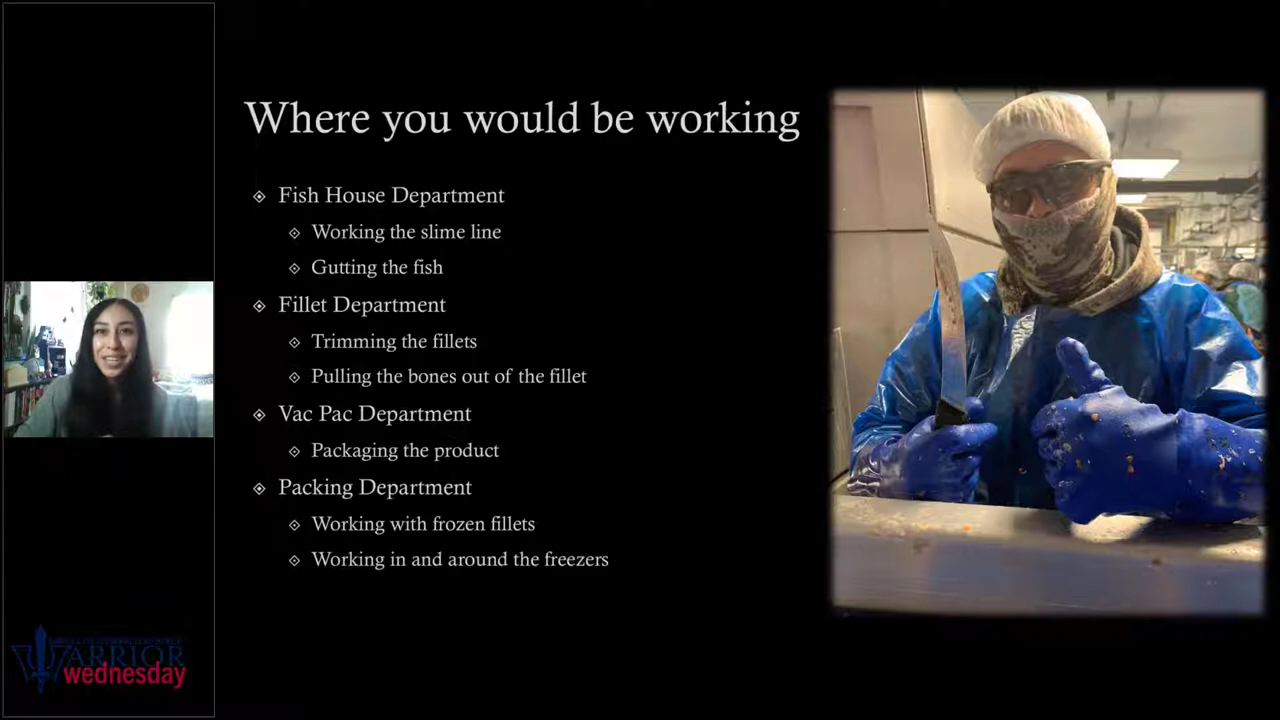 Where you would be working
Fish House Department
Working the slime line
Gutting the fish
Fillet Department
Trimming the fillets
Pulling the bones out of the fillet
Vac Pac Department
Packaging the product
Packing Department
Working with frozen fillets
Working in and around the freezers
WARRIOR
wednesday